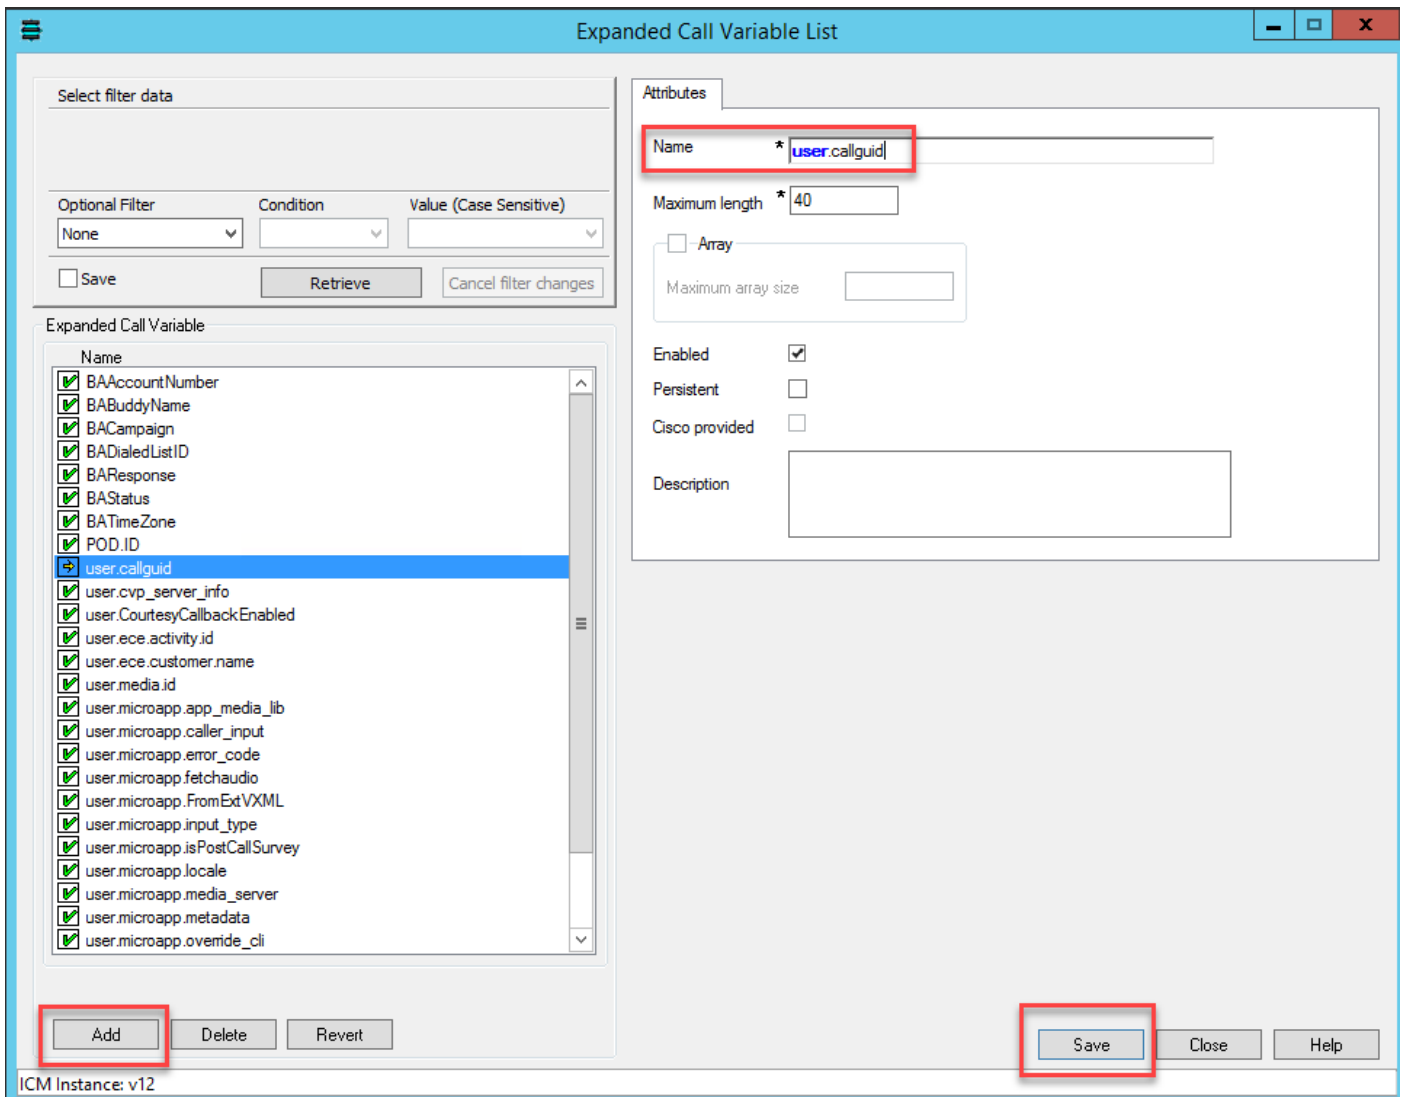 Expanded Call Variable List
Select filter data
Optional Filter Condition Value (Case Sensitive)
None
Save Retrieve Cancel filter changes
Expanded Call Variable
Name
BAAccountNumber
BABuddyName
BACampaign
BADialedListID
BAResponse
BAStatus
BATimeZone
POD.ID
user.callguid
user.cvp_server_info
user.CourtesyCallbackEnabled
user.ece.activity.id
user.ece.customer.name
user.media.id
user.microapp.app_media_lib
user.microapp.caller_input
user.microapp.error_code
user.microapp.fetchaudio
user.microapp.FromExtVXML
user.microapp.input_type
user.microapp.isPostCallSurvey
user.microapp.locale
user.microapp.media_server
user.microapp.metadata
user.microapp.override_cli
Add Delete Revert
Attributes
Name * user.callguid
Maximum length * 40
Array
Maximum array size
Enabled
Persistent
Cisco provided
Description
Save Close Help
ICM Instance: v12